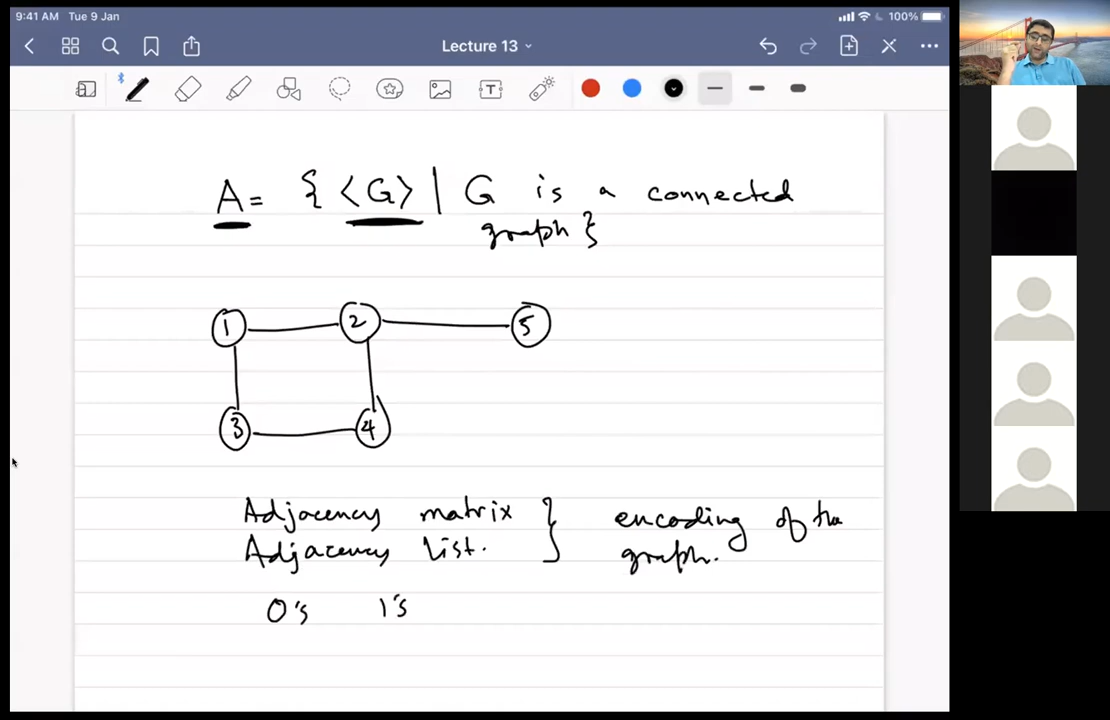 9:41 AM Tue 9 Jan
100%
Lecture 13
T
A = { <G> | G is a connected
graph }
1
2
5
3
4
Adjacency matrix }
encoding of the
Adjacency list.
graph.
0's 1's